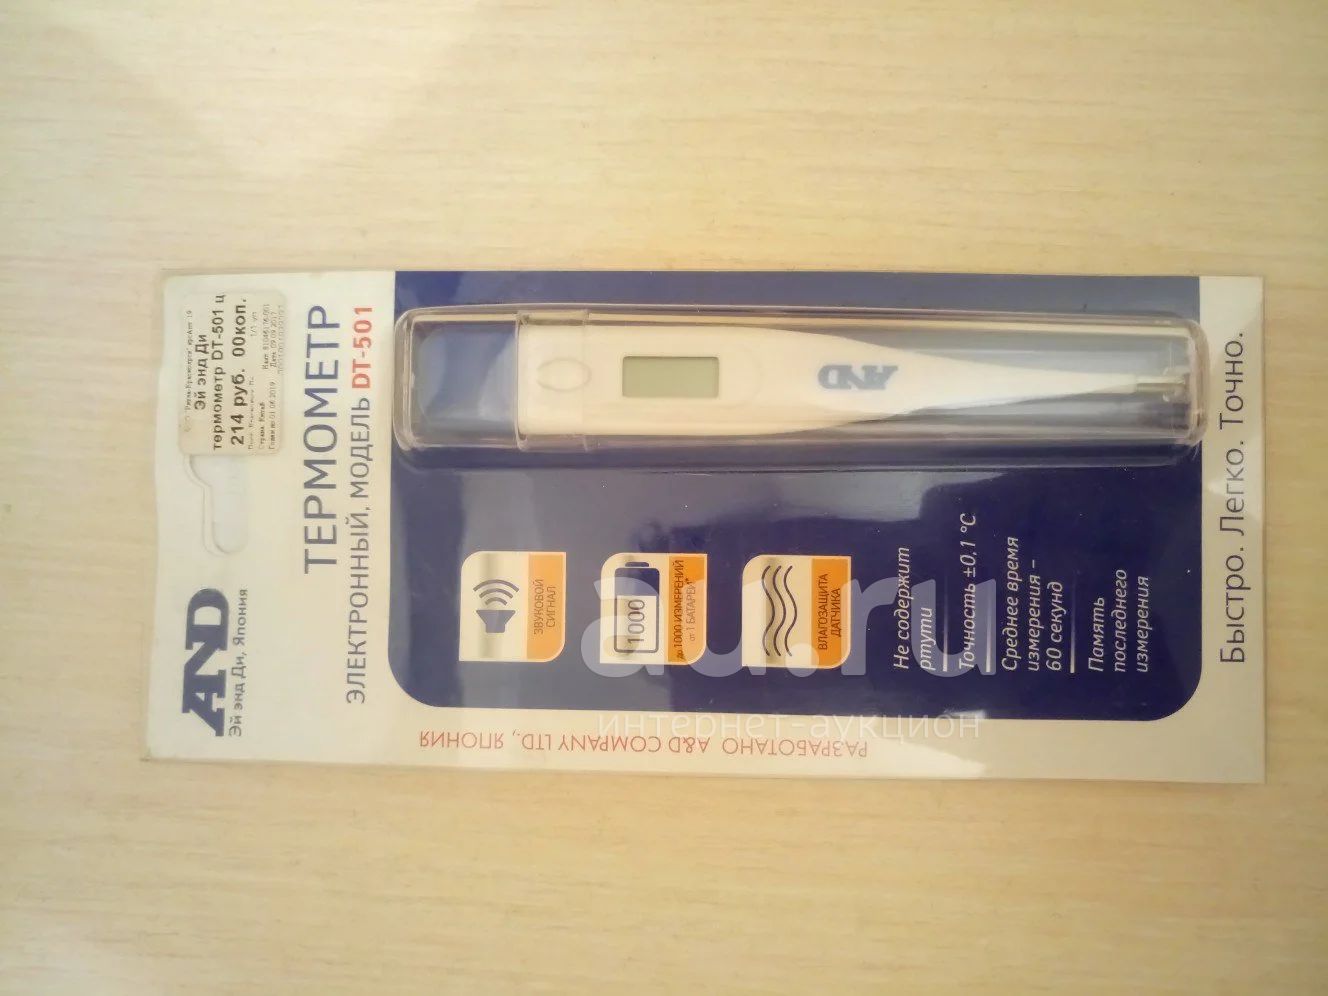 Эй энд Ди
термометр DT-501 ц
214 руб. 00коп.
AND
Эй энд Ди, Япония
ТЕРМОМЕТР
ЭЛЕКТРОННЫЙ, МОДЕЛЬ DT-501
AND
ЗВУКОВОЙ
СИГНАЛ
1000
до 1000 ИЗМЕРЕНИЙ
от 1 БАТАРЕИ*
ВЛАГОЗАЩИТА
ДАТЧИКА
Не содержит
ртути
Точность ±0,1 °C
Среднее время
измерения –
60 секунд
Память
последнего
измерения
Быстро. Легко. Точно.
РАЗРАБОТАНО A&D COMPANY LTD., ЯПОНИЯ
au.ru
интернет-аукцион